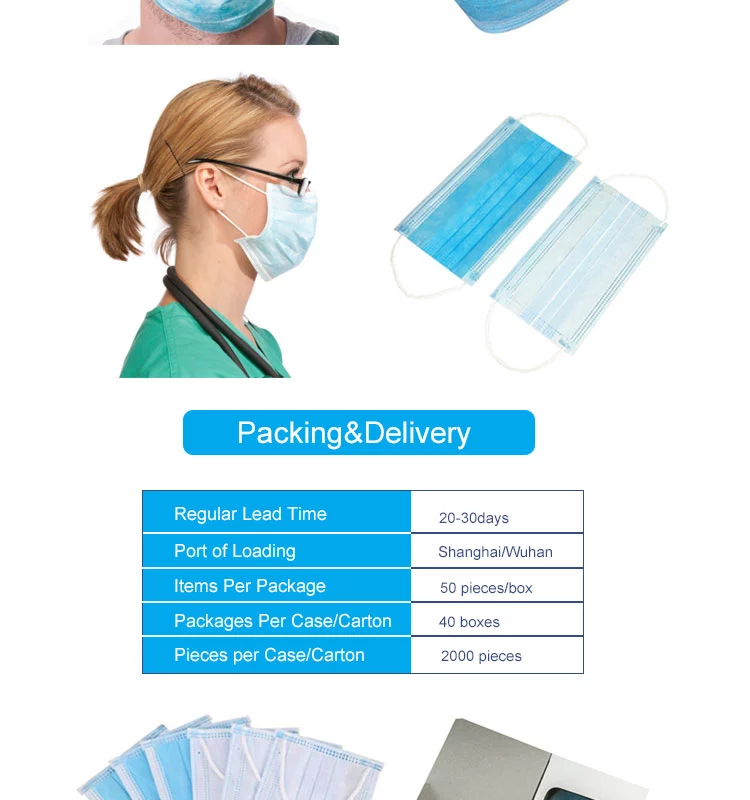 Packing&Delivery
Regular Lead Time 20-30days
Port of Loading Shanghai/Wuhan
Items Per Package 50 pieces/box
Packages Per Case/Carton 40 boxes
Pieces per Case/Carton 2000 pieces